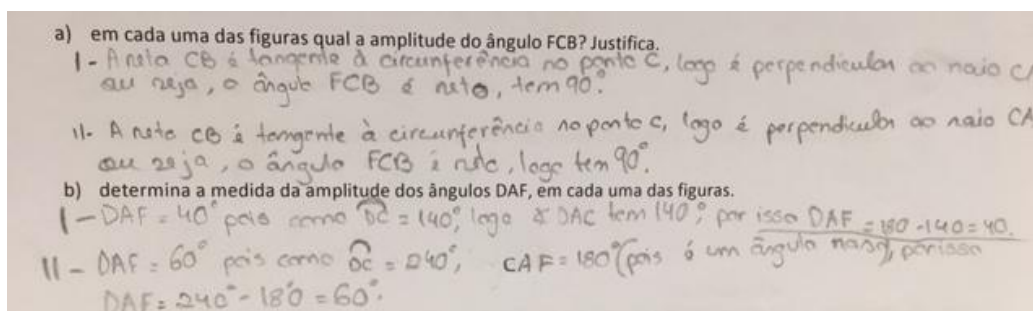 a) em cada uma das figuras qual a amplitude do ângulo FCB? Justifica.
I - A reta CB é tangente à circunferência no ponto C, logo é perpendicular ao raio CA
ou seja, o ângulo FCB é reto, tem 90°.
II - A reta CB é tangente à circunferência no ponto C, logo é perpendicular ao raio CA
ou seja, o ângulo FCB é reto, logo tem 90°.
b) determina a medida da amplitude dos ângulos DAF, em cada uma das figuras.
I - DAF = 40° pois como DC = 140°, logo ∡ DAC tem 140°, por isso DAF = 180 - 140 = 40.
II - DAF = 60° pois como DC = 240°, CAF = 180° (pois é um ângulo raso), por isso
DAF = 240° - 180 = 60°.